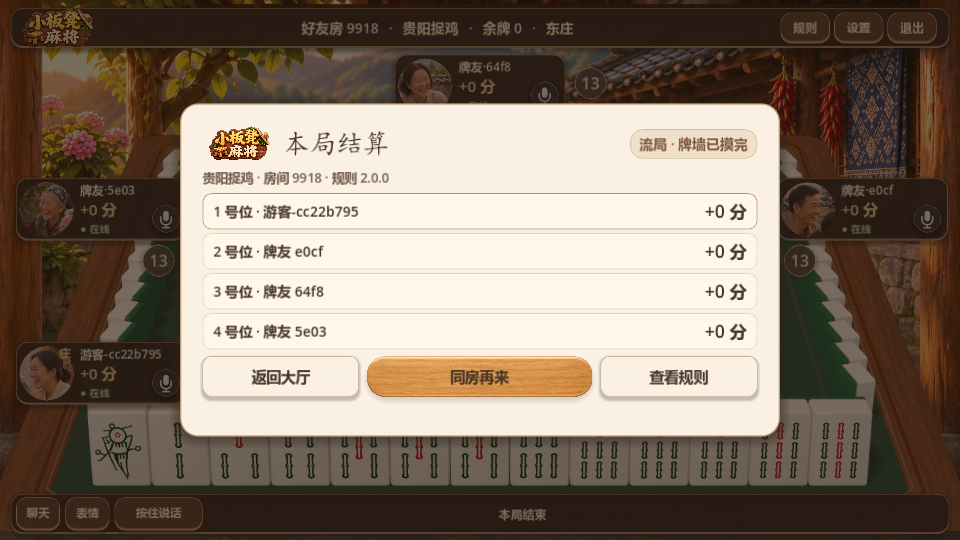 小板凳麻将
好友房 9918 · 贵阳捉鸡 · 余牌 0 · 东庄
规则
设置
退出
牌友·64f8
+0 分
13
牌友·5e03
+0 分
在线
13
牌友·e0cf
+0 分
在线
13
庄
游客-cc22b795
+0 分
在线
小板凳麻将
本局结算
流局 · 牌墙已摸完
贵阳捉鸡 · 房间 9918 · 规则 2.0.0
1 号位 · 游客-cc22b795 +0 分
2 号位 · 牌友 e0cf +0 分
3 号位 · 牌友 64f8 +0 分
4 号位 · 牌友 5e03 +0 分
返回大厅
同房再来
查看规则
聊天
表情
按住说话
本局结束